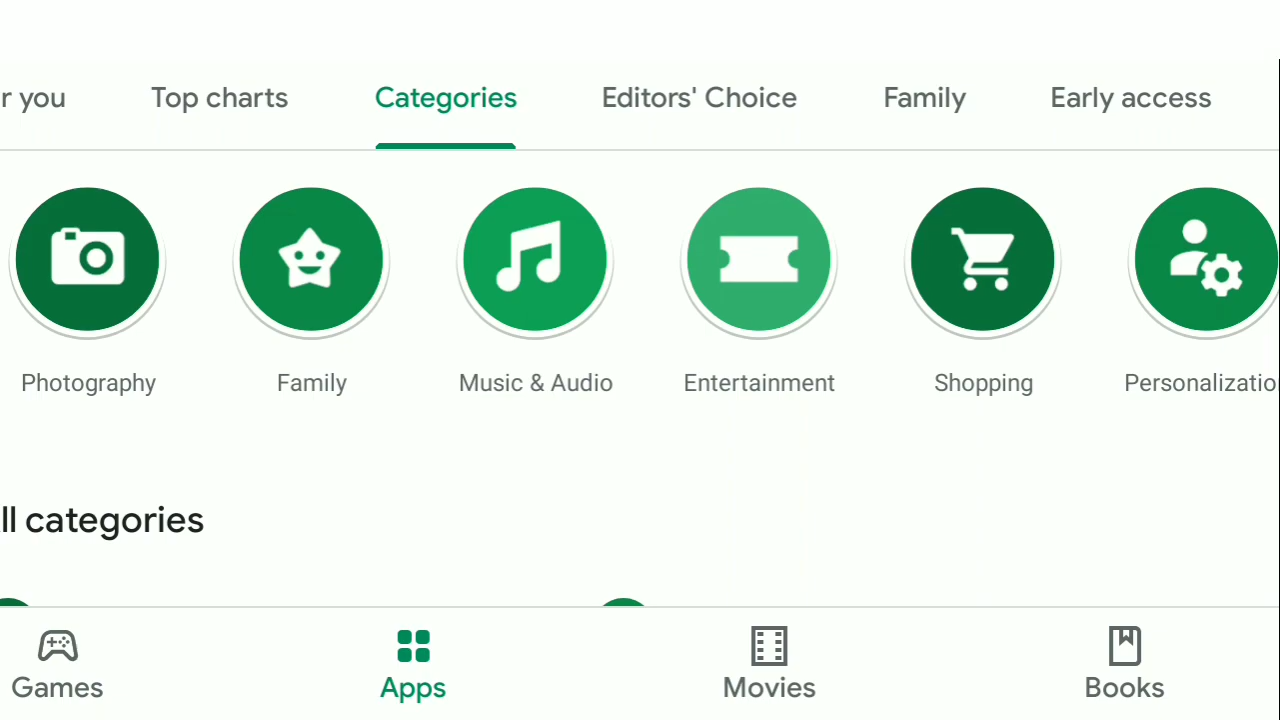 r you Top charts Categories Editors' Choice Family Early access
Photography Family Music & Audio Entertainment Shopping Personalizatio
ll categories
Games Apps Movies Books